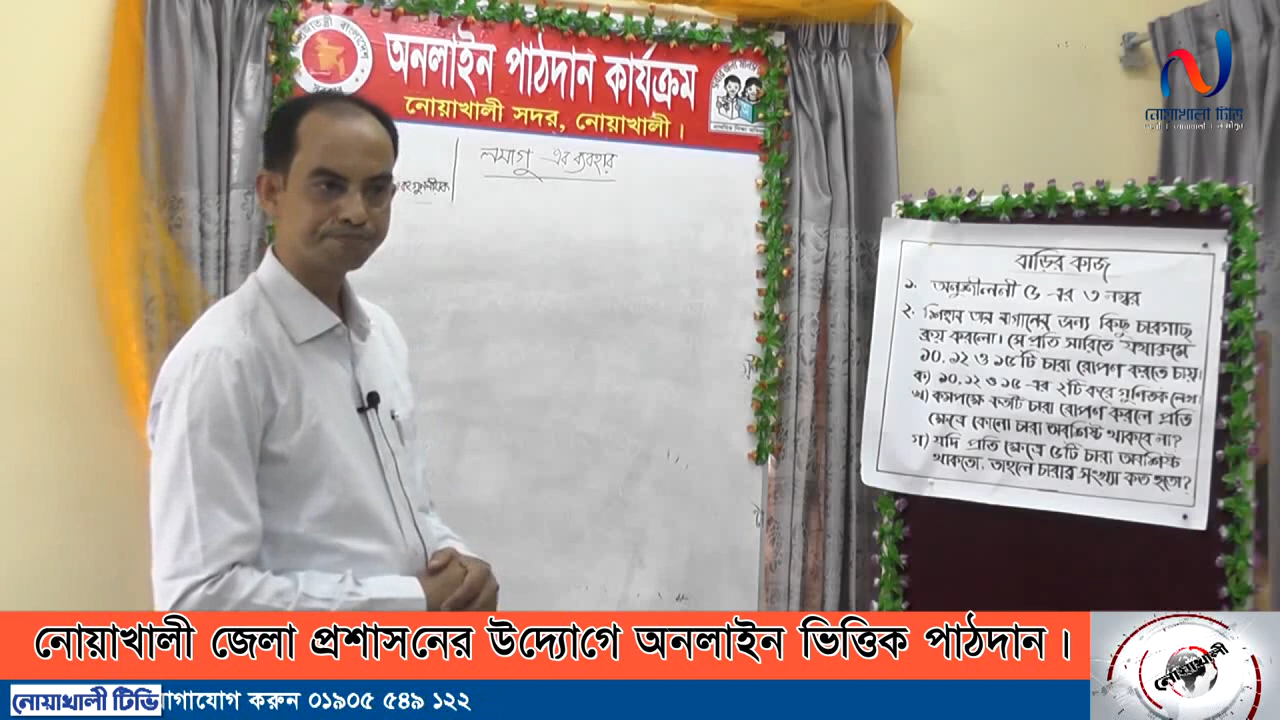 অনলাইন পাঠদান কার্যক্রম
নোয়াখালী সদর, নোয়াখালী।
নোয়াখালী টিভি
লসাগু এর ব্যবহার
বাড়ির কাজ
১. অনুশীলনী ৫ এর ৩ নম্বর
২. শিহাব তার বাগানের জন্য কিছু চারাগাছ
ক্রয় করলো। সে প্রতি সারিতে যথাক্রমে
১০, ১২ ও ১৫ টি চারা রোপণ করতে চায়।
ক) ১০, ১২ ও ১৫ -এর ২টি করে গুণিতক লেখ।
খ) কমপক্ষে কতটি চারা রোপণ করলে প্রতি
ক্ষেত্রে কোনো চারা অবশিষ্ট থাকবে না?
গ) যদি প্রতি ক্ষেত্রে ৫টি চারা অবশিষ্ট
থাকতো, তাহলে চারার সংখ্যা কত হতো?
নোয়াখালী জেলা প্রশাসনের উদ্যোগে অনলাইন ভিত্তিক পাঠদান।
নোয়াখালী
নোয়াখালী টিভি
যাগাযোগ করুন ০১৯০৫ ৫৪৯ ১২২